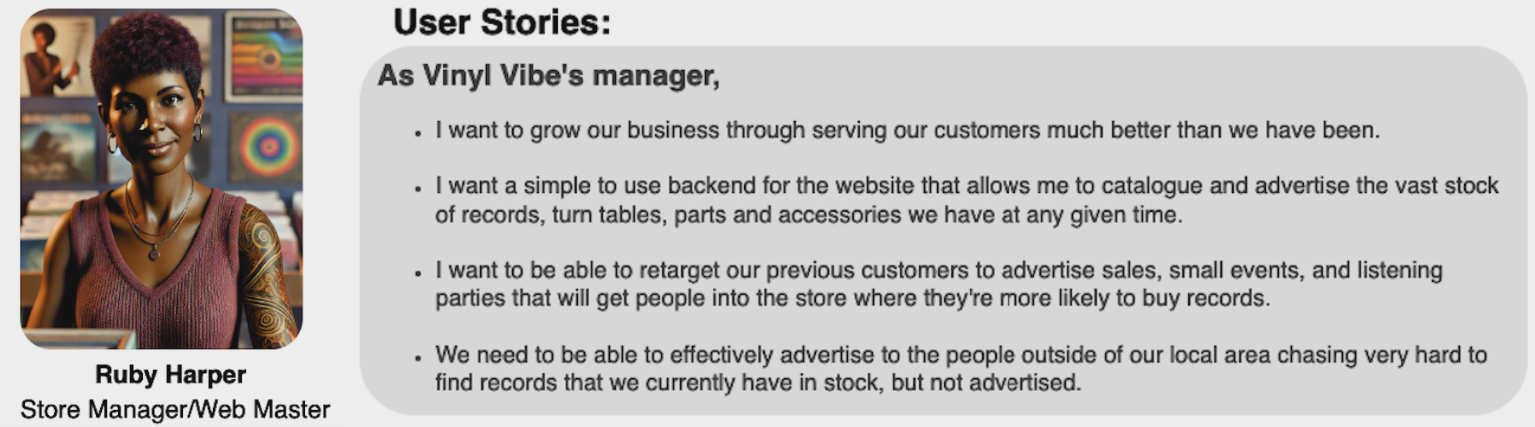 User Stories:
As Vinyl Vibe's manager,
• I want to grow our business through serving our customers much better than we have been.
• I want a simple to use backend for the website that allows me to catalogue and advertise the vast stock
of records, turn tables, parts and accessories we have at any given time.
• I want to be able to retarget our previous customers to advertise sales, small events, and listening
parties that will get people into the store where they're more likely to buy records.
• We need to be able to effectively advertise to the people outside of our local area chasing very hard to
find records that we currently have in stock, but not advertised.
Ruby Harper
Store Manager/Web Master